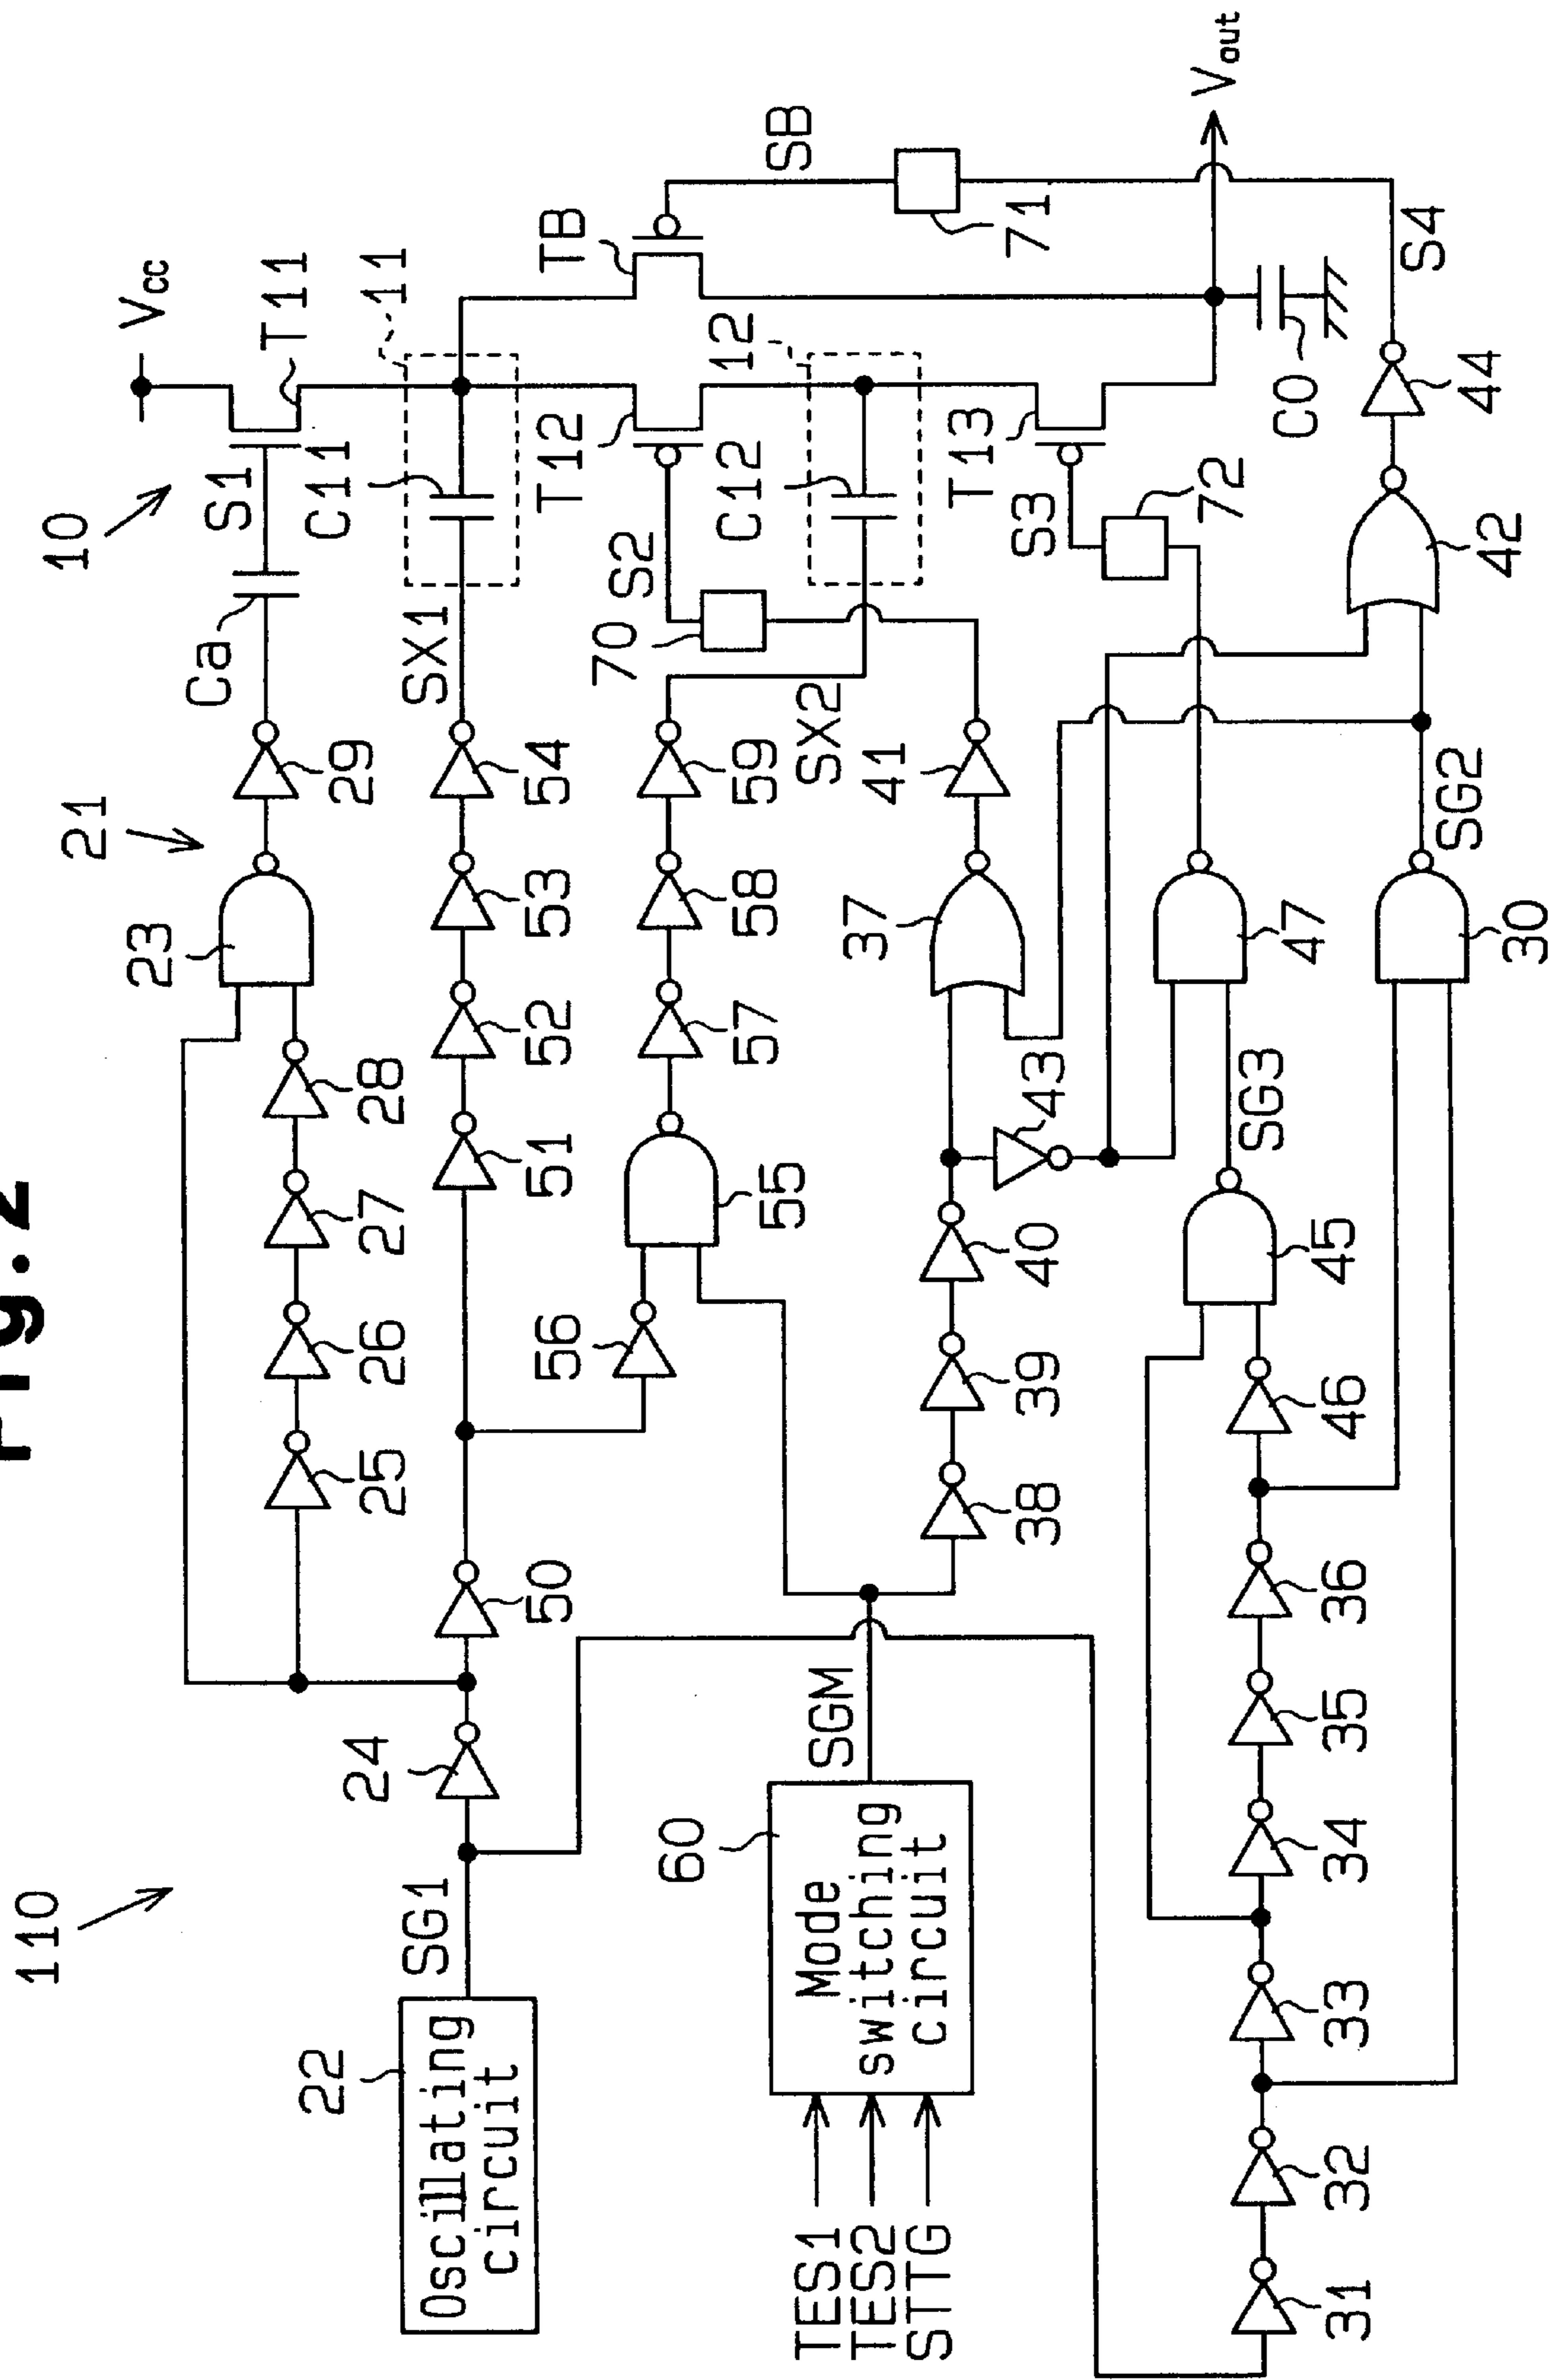 Fig.2
110
10
21
Vcc
T11
S1
Ca
C11
11
SX1
T12
TB
SB
71
S2
70
C12
12
SX2
T13
S3
72
C0
Vout
S4
44
42
41
37
43
47
SG3
45
SG2
30
29
23
28
27
26
25
54
53
52
51
50
24
59
58
57
55
56
40
39
38
46
36
35
34
33
32
31
SG1
22
Oscillating
circuit
SGM
60
Mode
switching
circuit
TES1
TES2
STTG